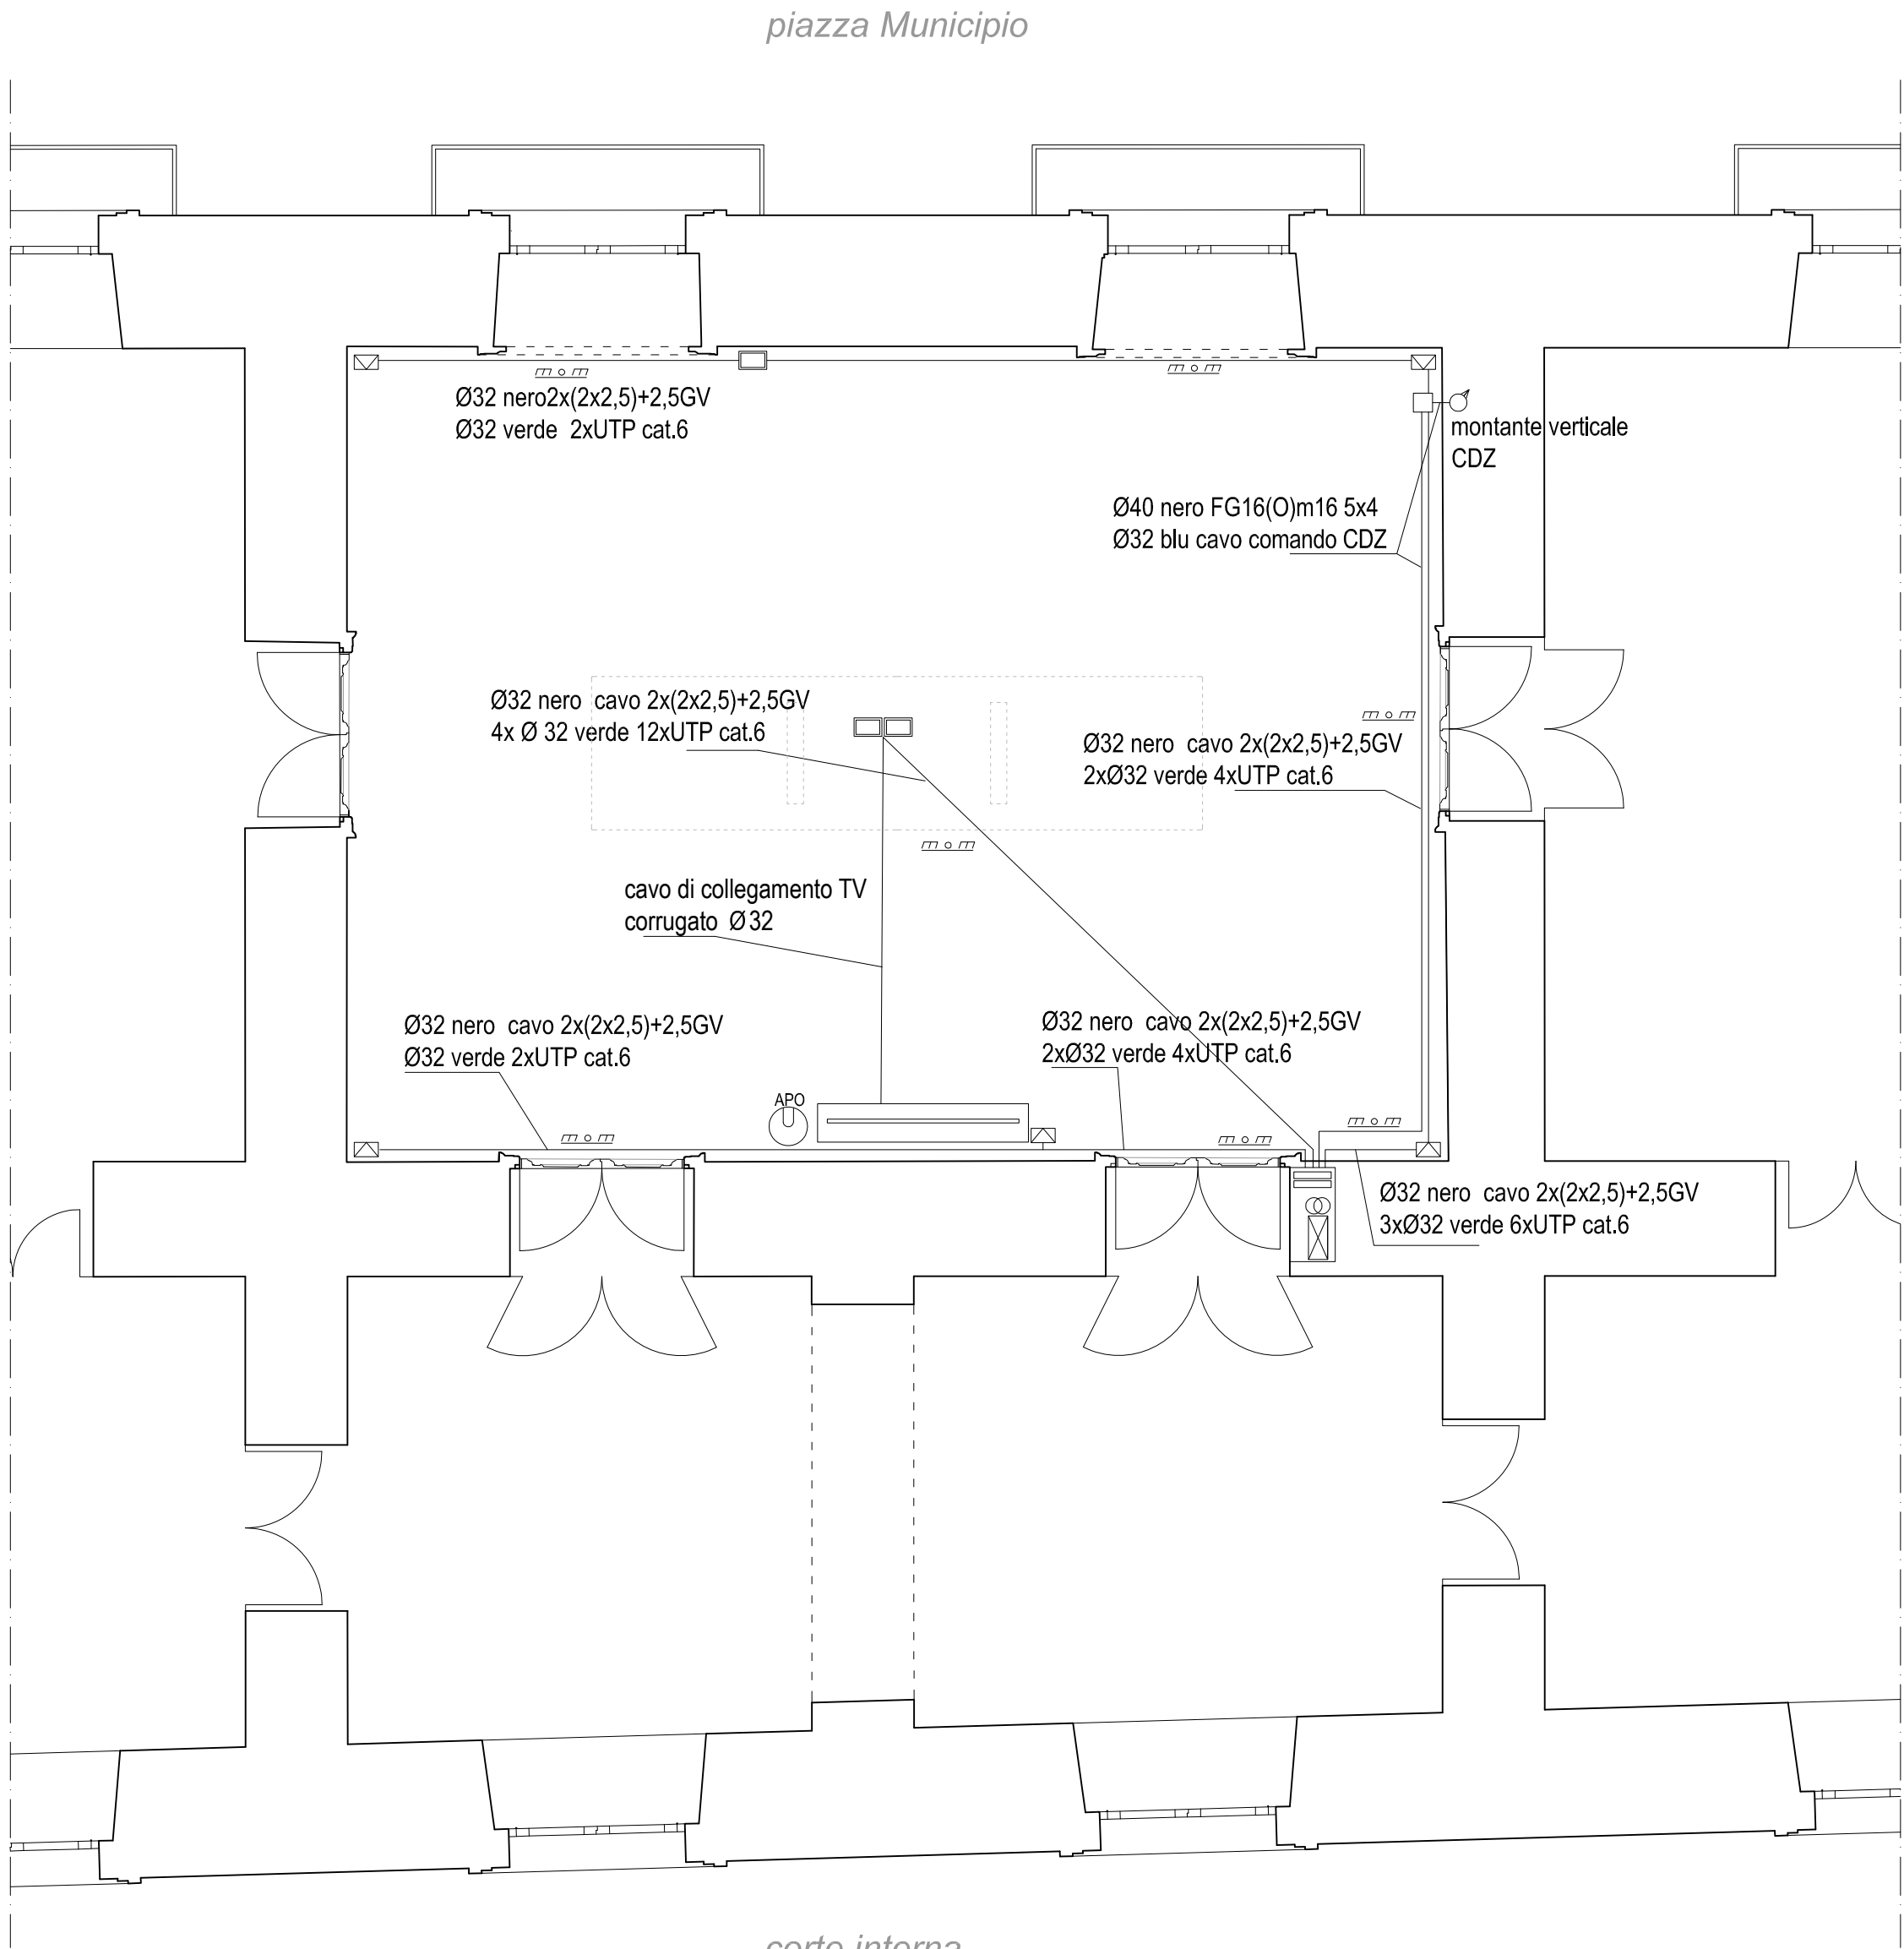 piazza Municipio
Ø32 nero2x(2x2,5)+2,5GV
Ø32 verde 2xUTP cat.6
montante verticale
CDZ
Ø40 nero FG16(O)m16 5x4
Ø32 blu cavo comando CDZ
Ø32 nero cavo 2x(2x2,5)+2,5GV
4x Ø 32 verde 12xUTP cat.6
Ø32 nero cavo 2x(2x2,5)+2,5GV
2xØ32 verde 4xUTP cat.6
cavo di collegamento TV
corrugato Ø32
Ø32 nero cavo 2x(2x2,5)+2,5GV
Ø32 verde 2xUTP cat.6
Ø32 nero cavo 2x(2x2,5)+2,5GV
2xØ32 verde 4xUTP cat.6
APO
Ø32 nero cavo 2x(2x2,5)+2,5GV
3xØ32 verde 6xUTP cat.6
corte interna